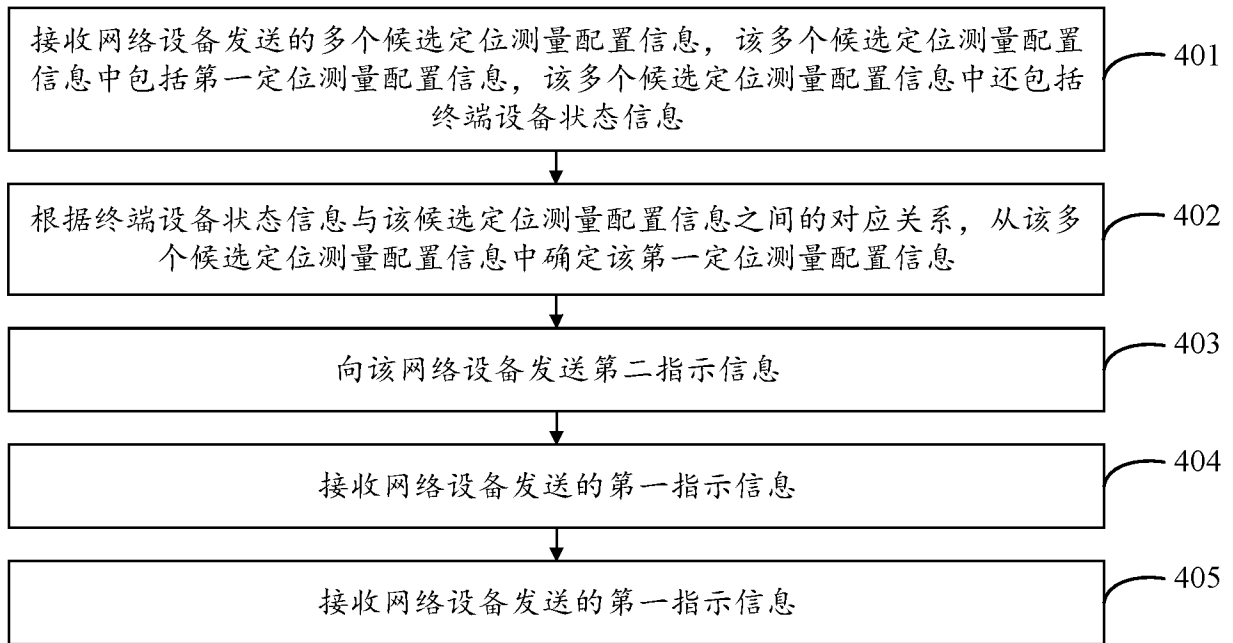 接收网络设备发送的多个候选定位测量配置信息，该多个候选定位测量配置
信息中包括第一定位测量配置信息，该多个候选定位测量配置信息中还包括
终端设备状态信息
401
根据终端设备状态信息与该候选定位测量配置信息之间的对应关系，从该多
个候选定位测量配置信息中确定该第一定位测量配置信息
402
向该网络设备发送第二指示信息
403
接收网络设备发送的第一指示信息
404
接收网络设备发送的第一指示信息
405